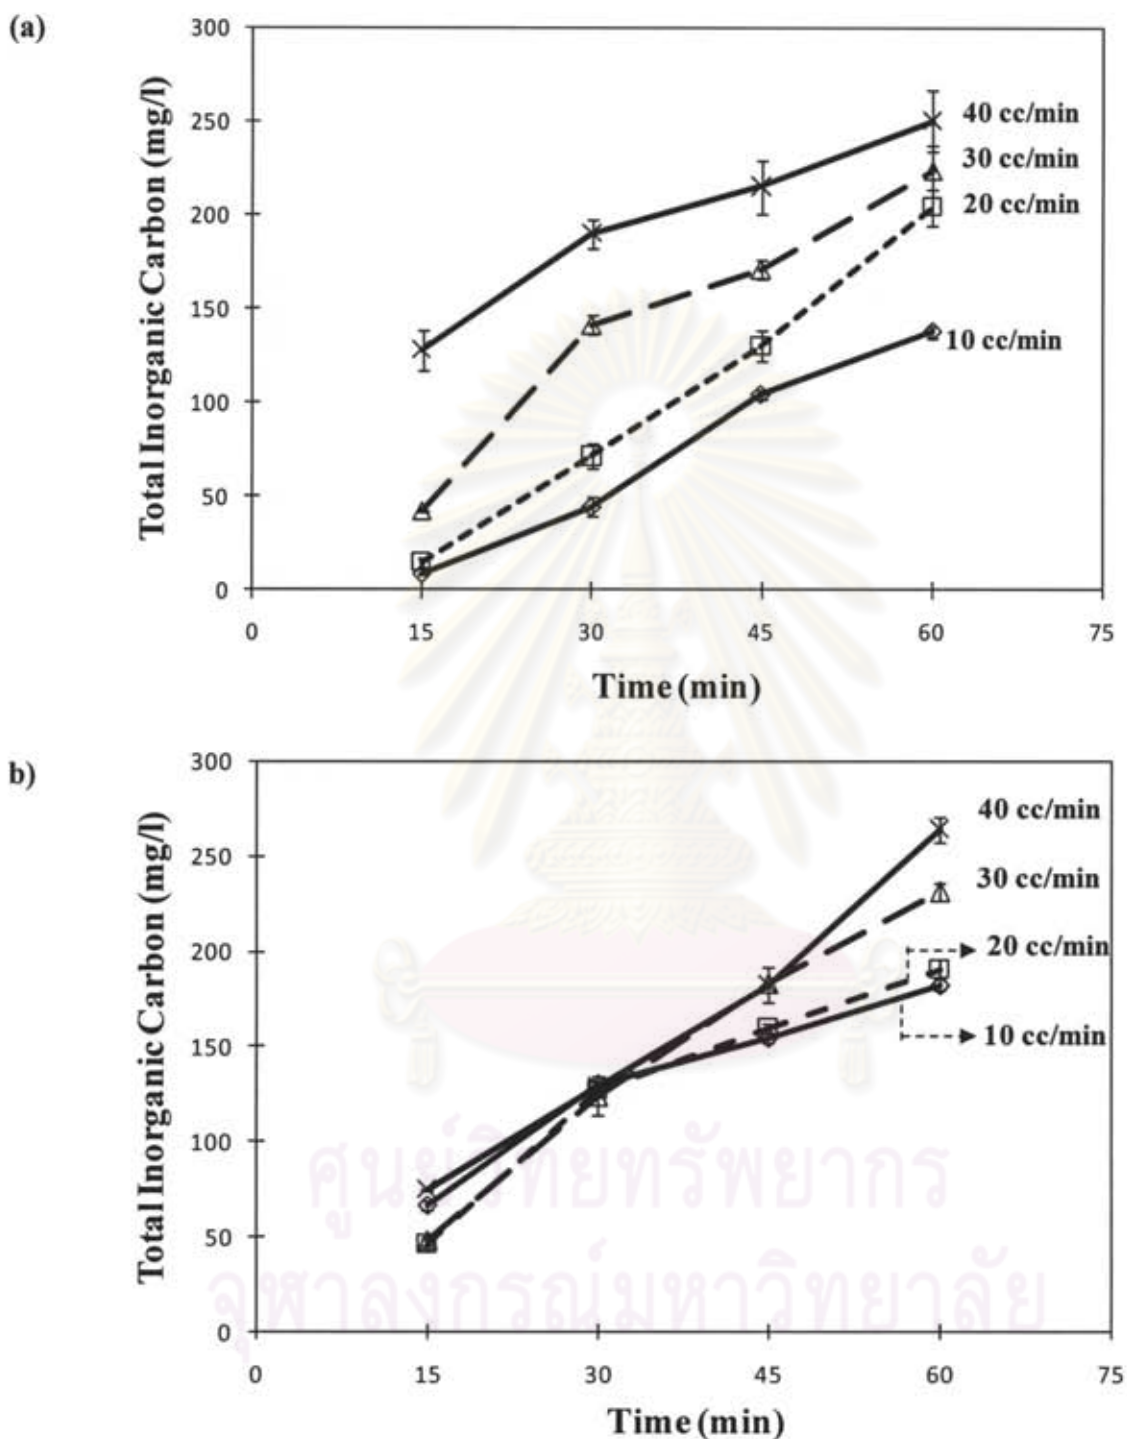 (a)
300
250
200
150
100
50
0
Total Inorganic Carbon (mg/l)
40 cc/min
30 cc/min
20 cc/min
10 cc/min
0 15 30 45 60 75
Time (min)
b)
300
250
200
150
100
50
0
Total Inorganic Carbon (mg/l)
40 cc/min
30 cc/min
20 cc/min
10 cc/min
0 15 30 45 60 75
Time (min)
ศูนย์วิทยทรัพยากร
จุฬาลงกรณ์มหาวิทยาลัย